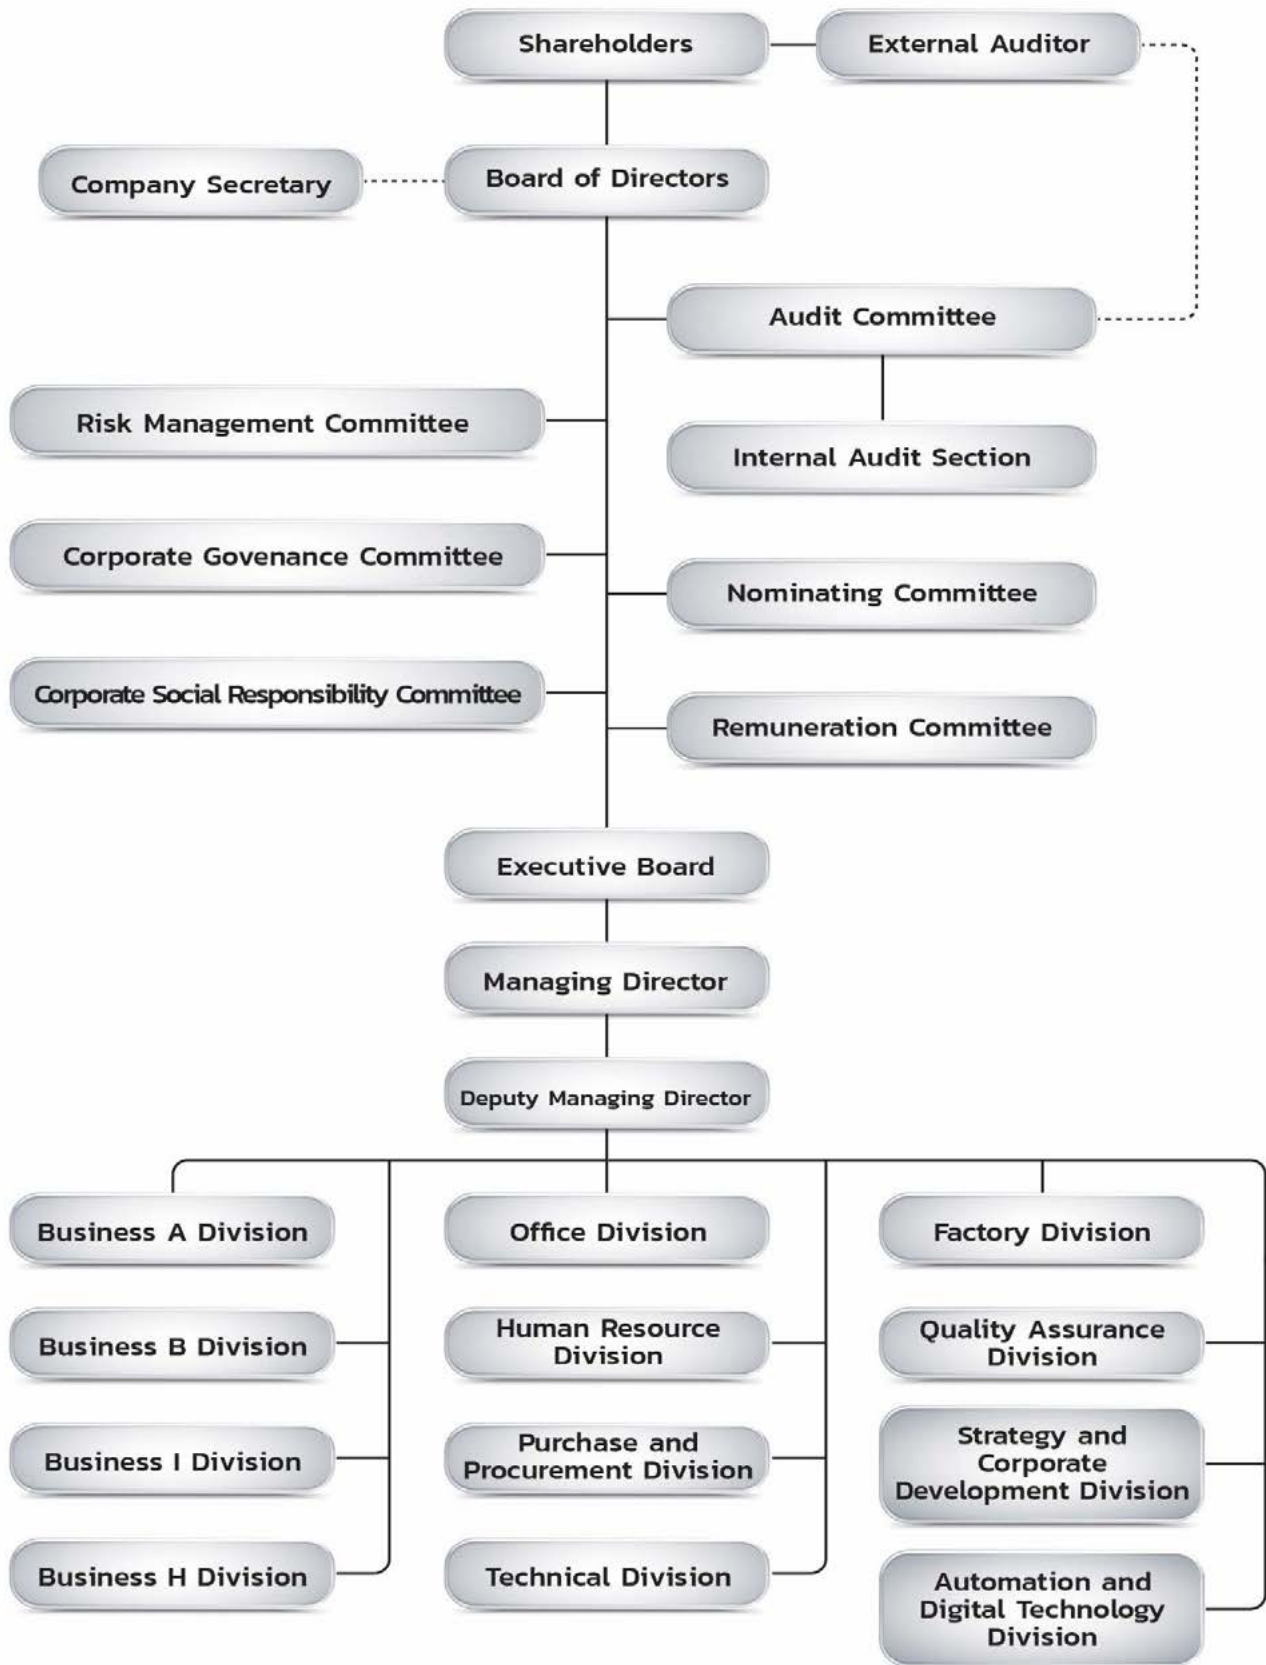 Shareholders
External Auditor
Company Secretary
Board of Directors
Audit Committee
Risk Management Committee
Internal Audit Section
Corporate Govenance Committee
Nominating Committee
Corporate Social Responsibility Committee
Remuneration Committee
Executive Board
Managing Director
Deputy Managing Director
Business A Division
Office Division
Factory Division
Business B Division
Human Resource
Division
Quality Assurance
Division
Business I Division
Purchase and
Procurement Division
Strategy and
Corporate
Development Division
Business H Division
Technical Division
Automation and
Digital Technology
Division